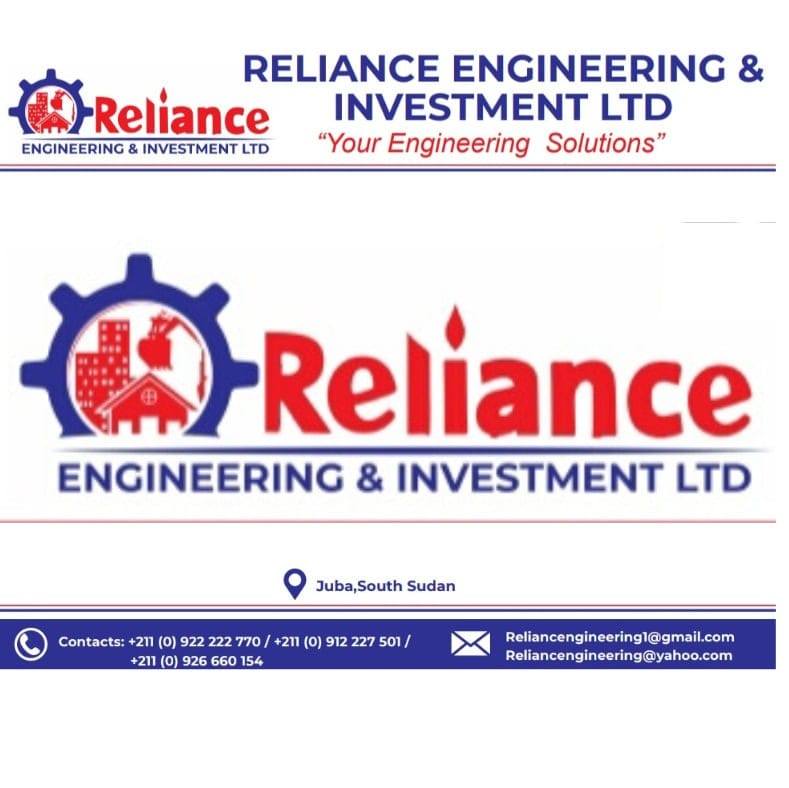 Reliance
ENGINEERING & INVESTMENT LTD
RELIANCE ENGINEERING &
INVESTMENT LTD
“Your Engineering Solutions”
Reliance
ENGINEERING & INVESTMENT LTD
Juba,South Sudan
Contacts: +211 (0) 922 222 770 / +211 (0) 912 227 501 /
+211 (0) 926 660 154
Reliancengineering1@gmail.com
Reliancengineering@yahoo.com